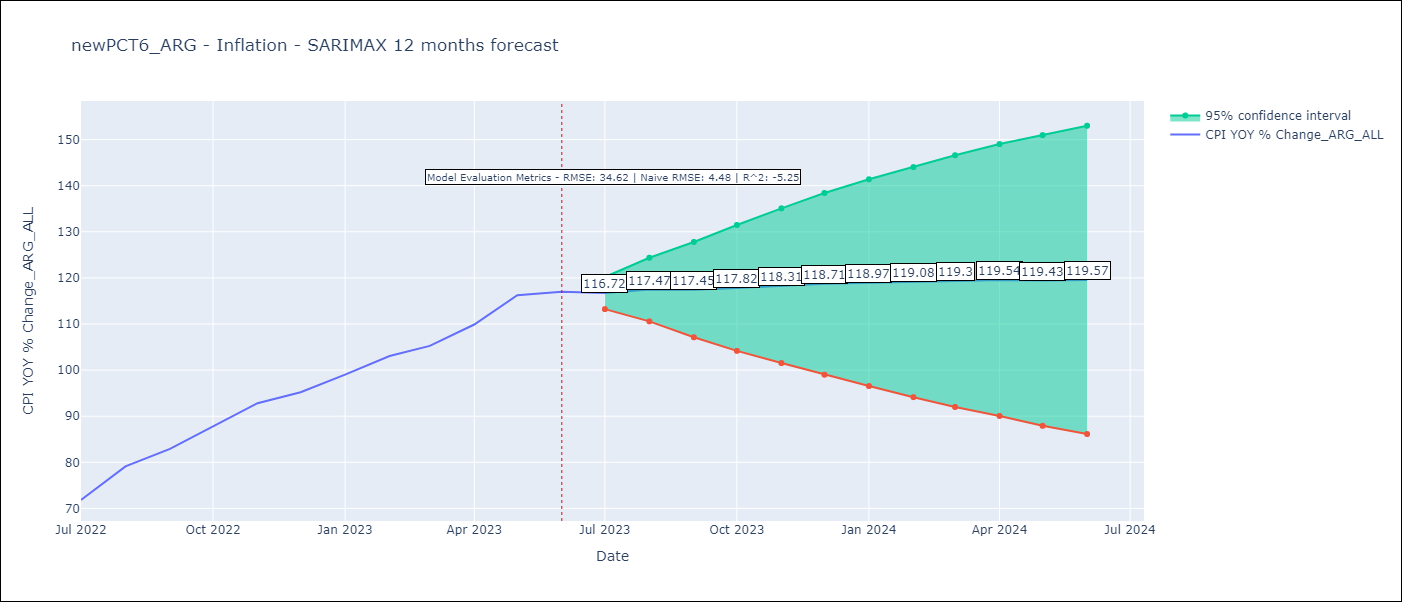 newPCT6_ARG - Inflation - SARIMAX 12 months forecast
95% confidence interval
CPI YOY % Change_ARG_ALL
Model Evaluation Metrics - RMSE: 34.62 | Naive RMSE: 4.48 | R^2: -5.25
CPI YOY % Change_ARG_ALL
150
140
130
120
110
100
90
80
70
116.72
117.47
117.45
117.82
118.31
118.71
118.97
119.08
119.3
119.54
119.43
119.57
Jul 2022
Oct 2022
Jan 2023
Apr 2023
Jul 2023
Oct 2023
Jan 2024
Apr 2024
Jul 2024
Date